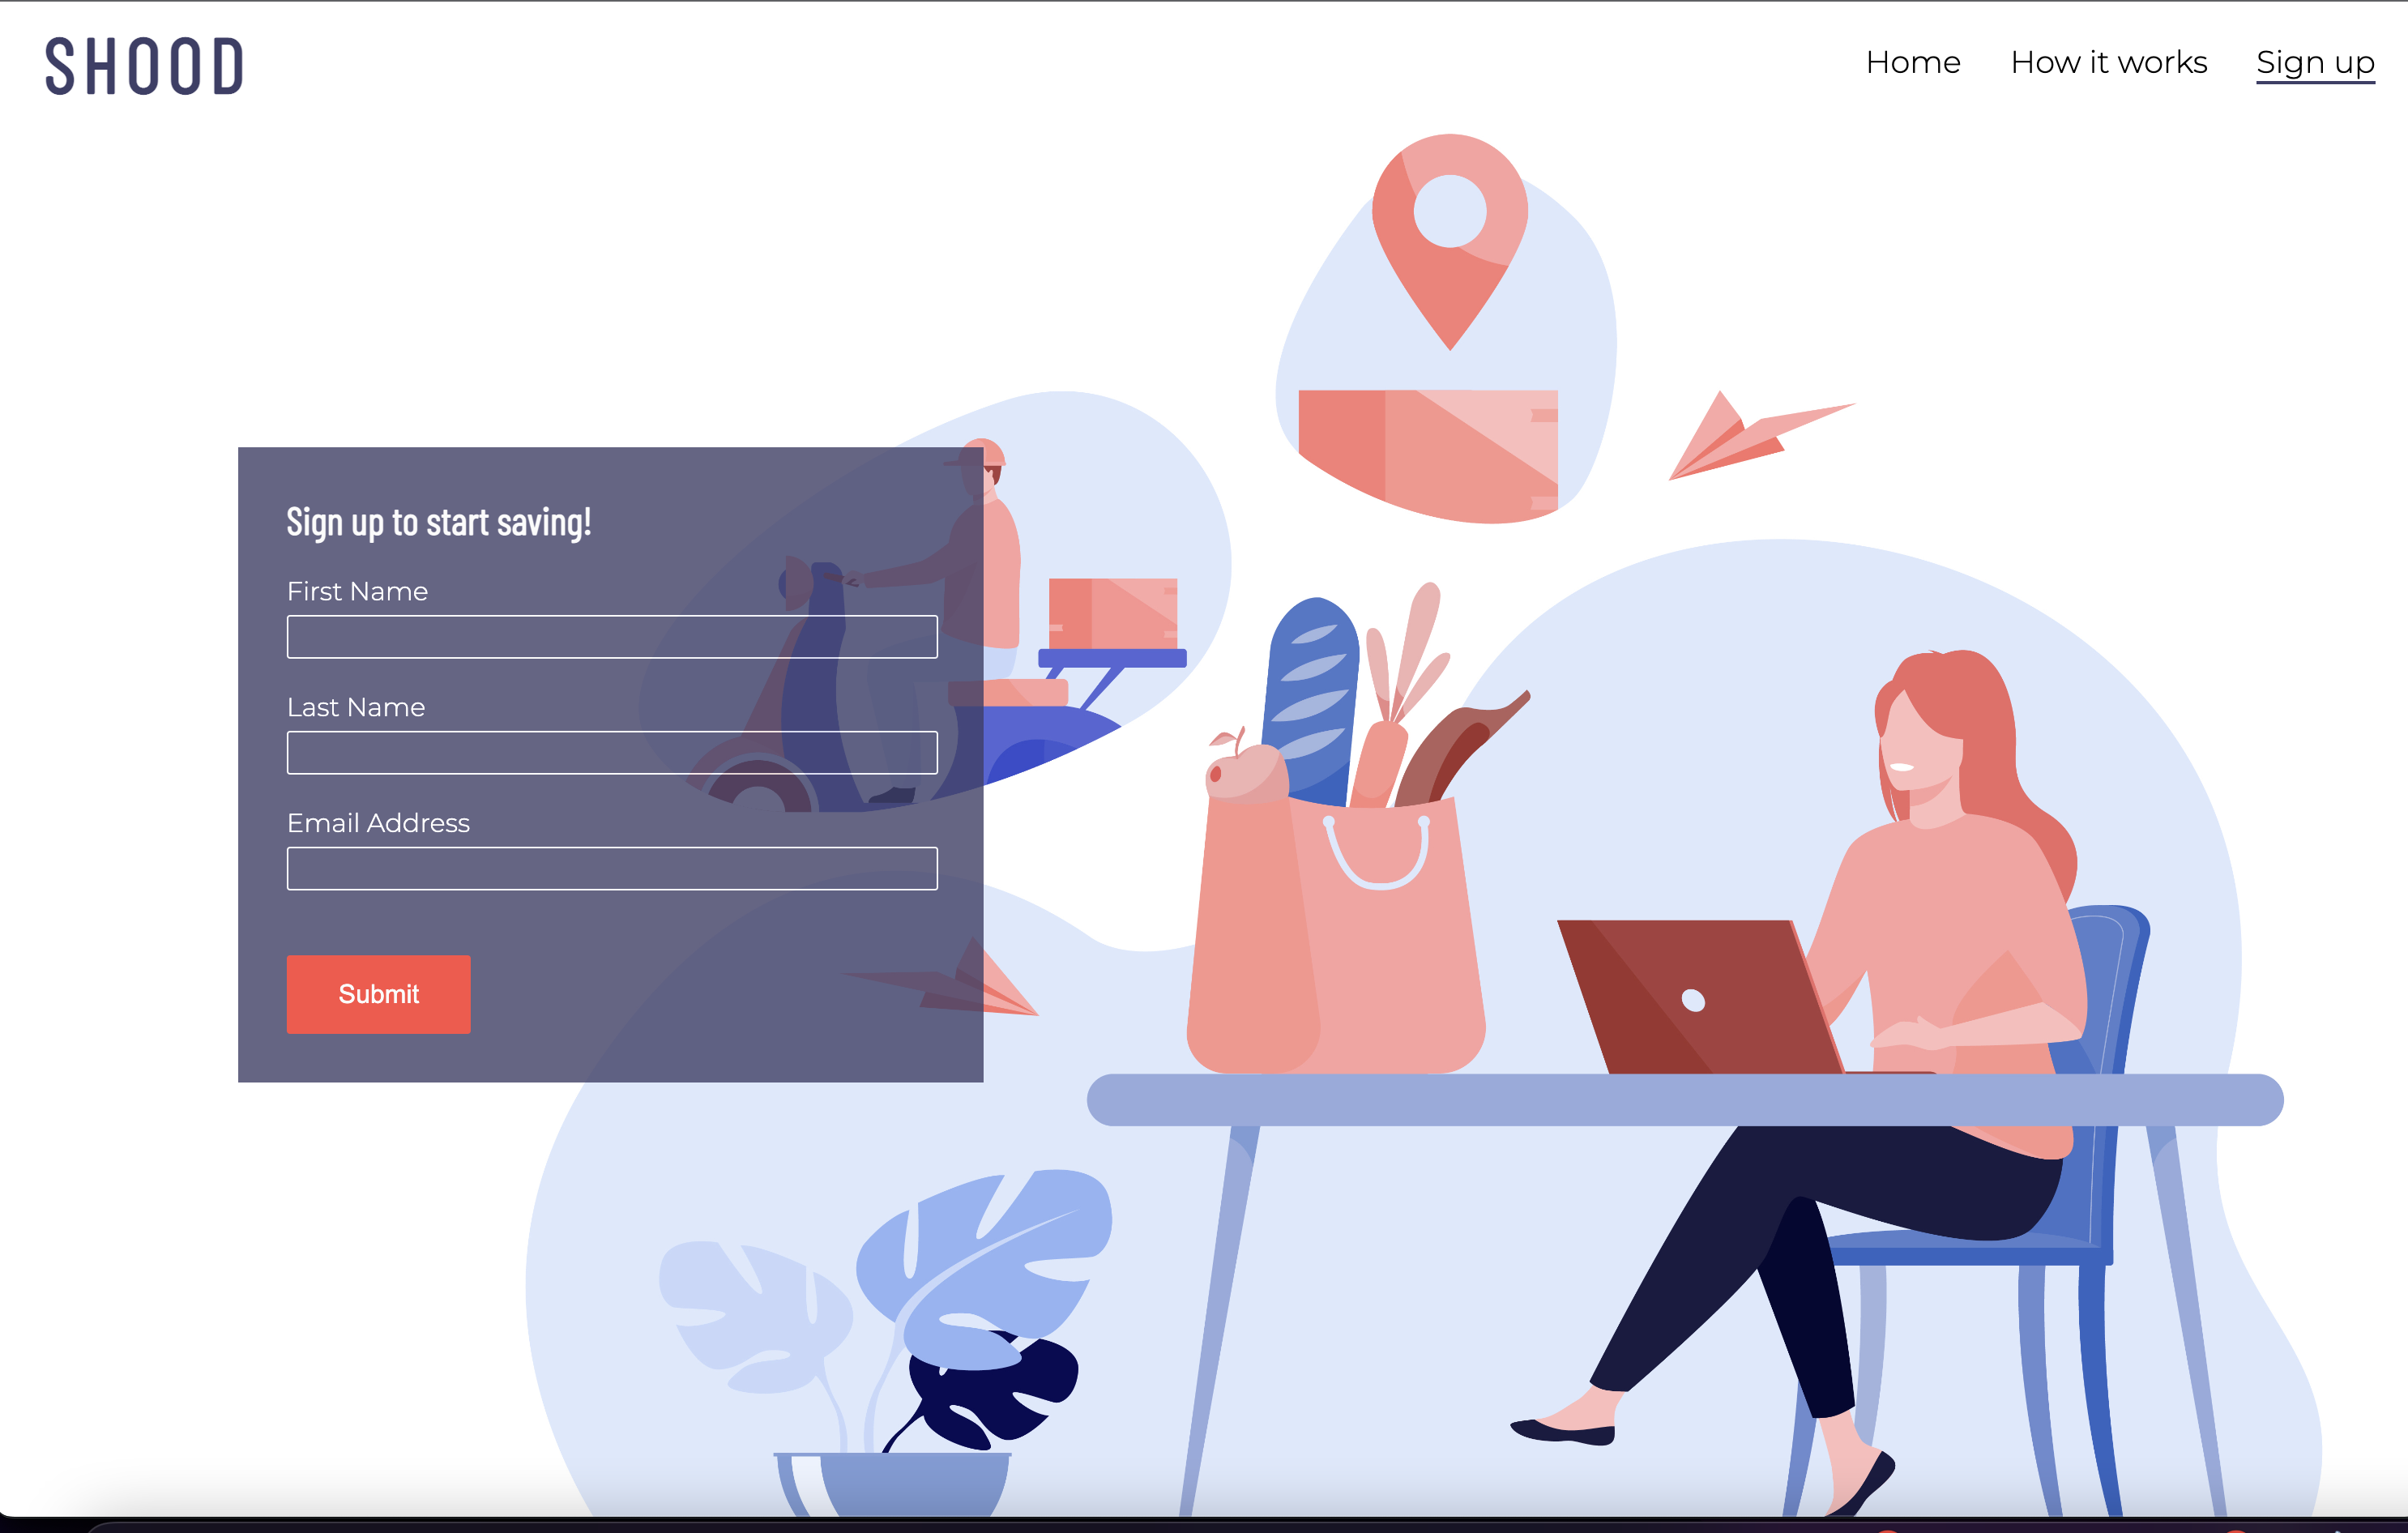 SHOOD
Home
How it works
Sign up
Sign up to start saving!
First Name
Last Name
Email Address
Submit